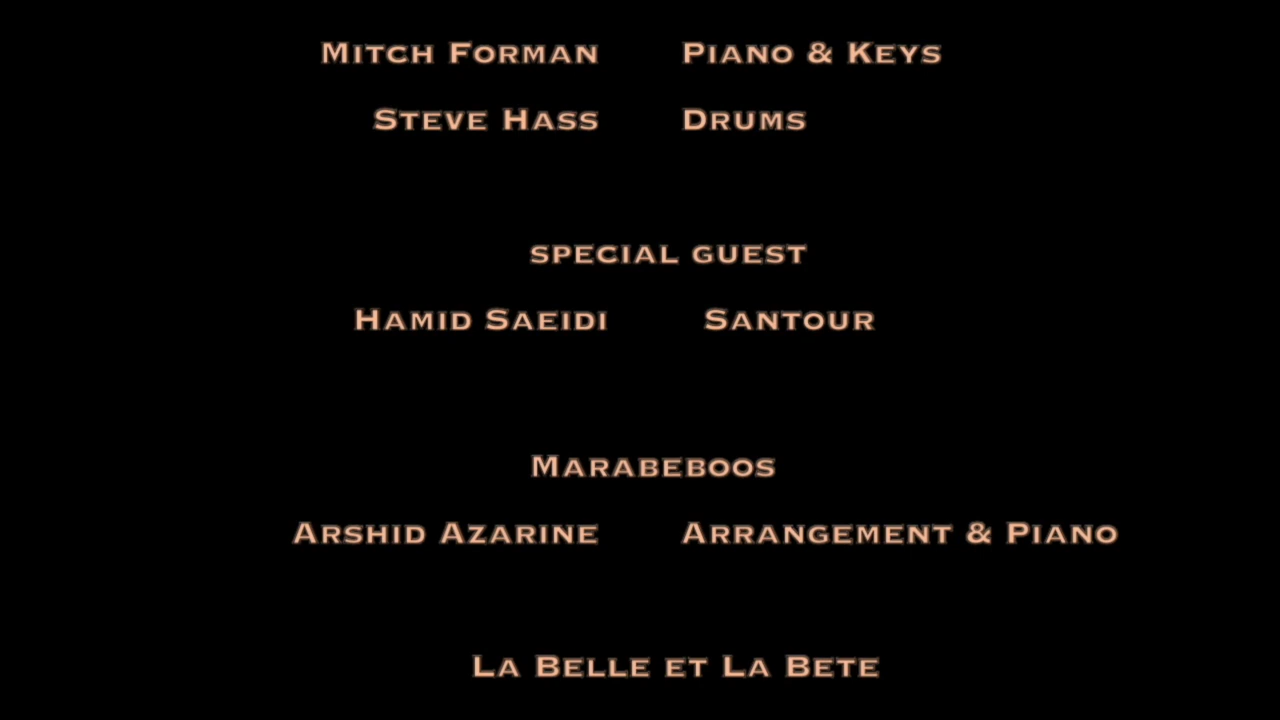 Mitch Forman Piano & Keys
Steve Hass Drums
special guest
Hamid Saeidi Santour
Marabeboos
Arshid Azarine Arrangement & Piano
La Belle et La Bete